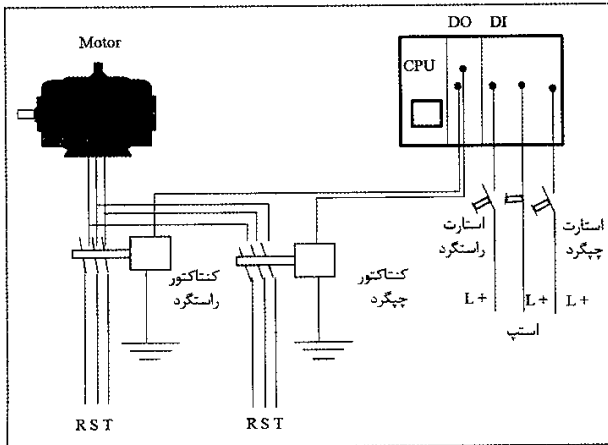 DO DI
Motor
CPU
استارت
راستگرد
استارت
چپگرد
کنتاکتور
راستگرد
کنتاکتور
چپگرد
L +
L +
L +
استپ
R S T
R S T